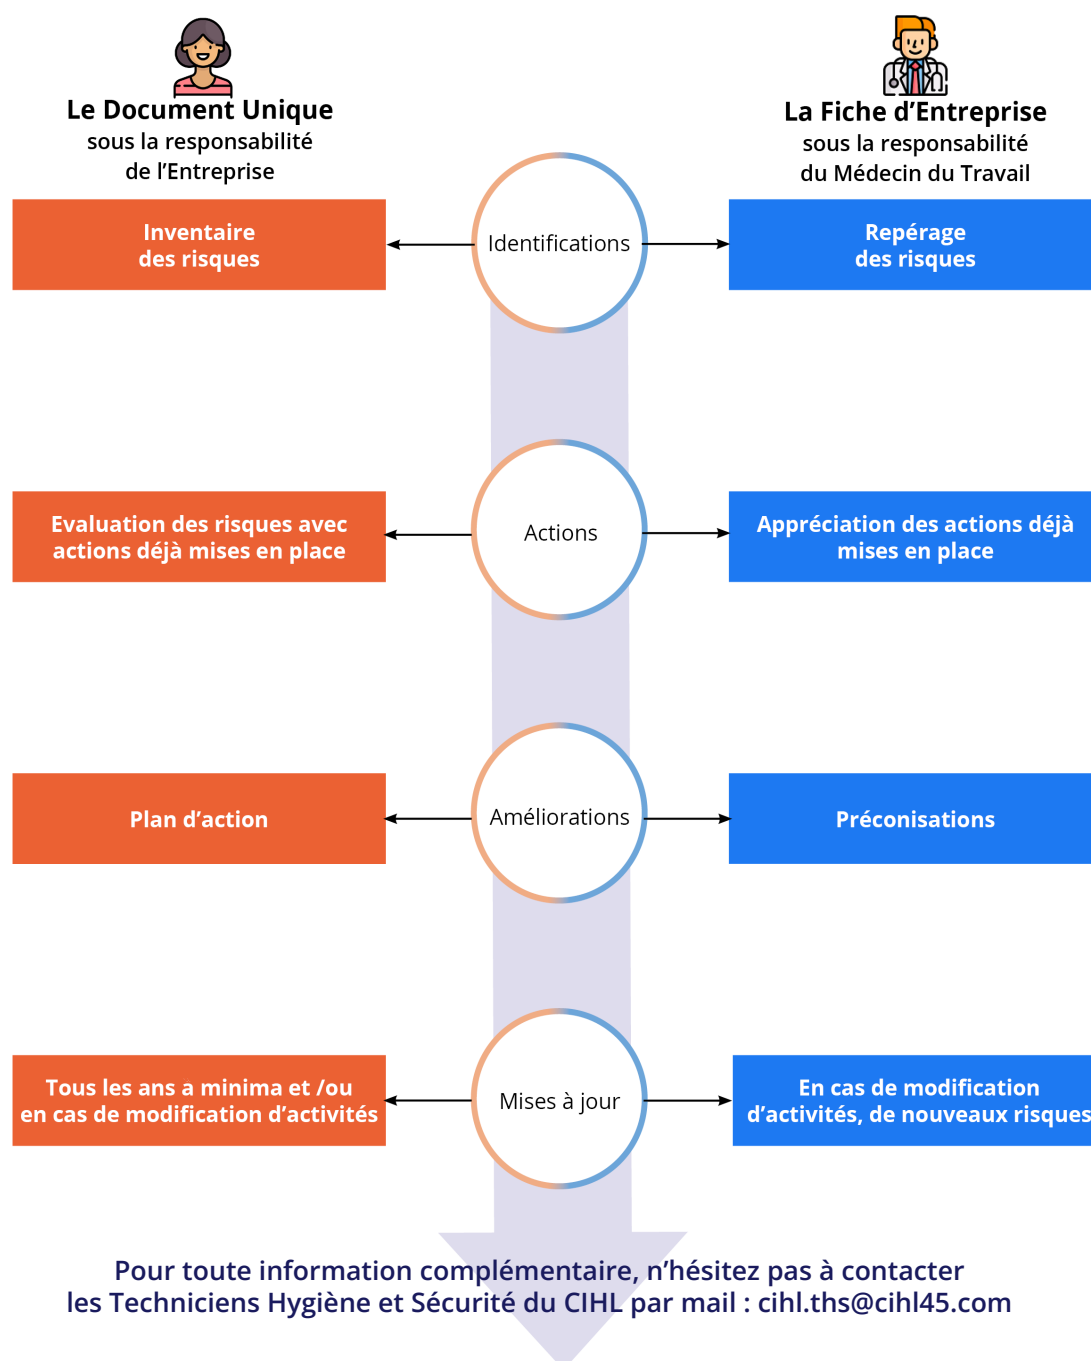 Le Document Unique
sous la responsabilité
de l’Entreprise
La Fiche d’Entreprise
sous la responsabilité
du Médecin du Travail
Inventaire
des risques
Identifications
Repérage
des risques
Evaluation des risques avec
actions déjà mises en place
Actions
Appréciation des actions déjà
mises en place
Plan d’action
Améliorations
Préconisations
Tous les ans a minima et /ou
en cas de modification d’activités
Mises à jour
En cas de modification
d’activités, de nouveaux risques
Pour toute information complémentaire, n’hésitez pas à contacter
les Techniciens Hygiène et Sécurité du CIHL par mail : cihl.ths@cihl45.com